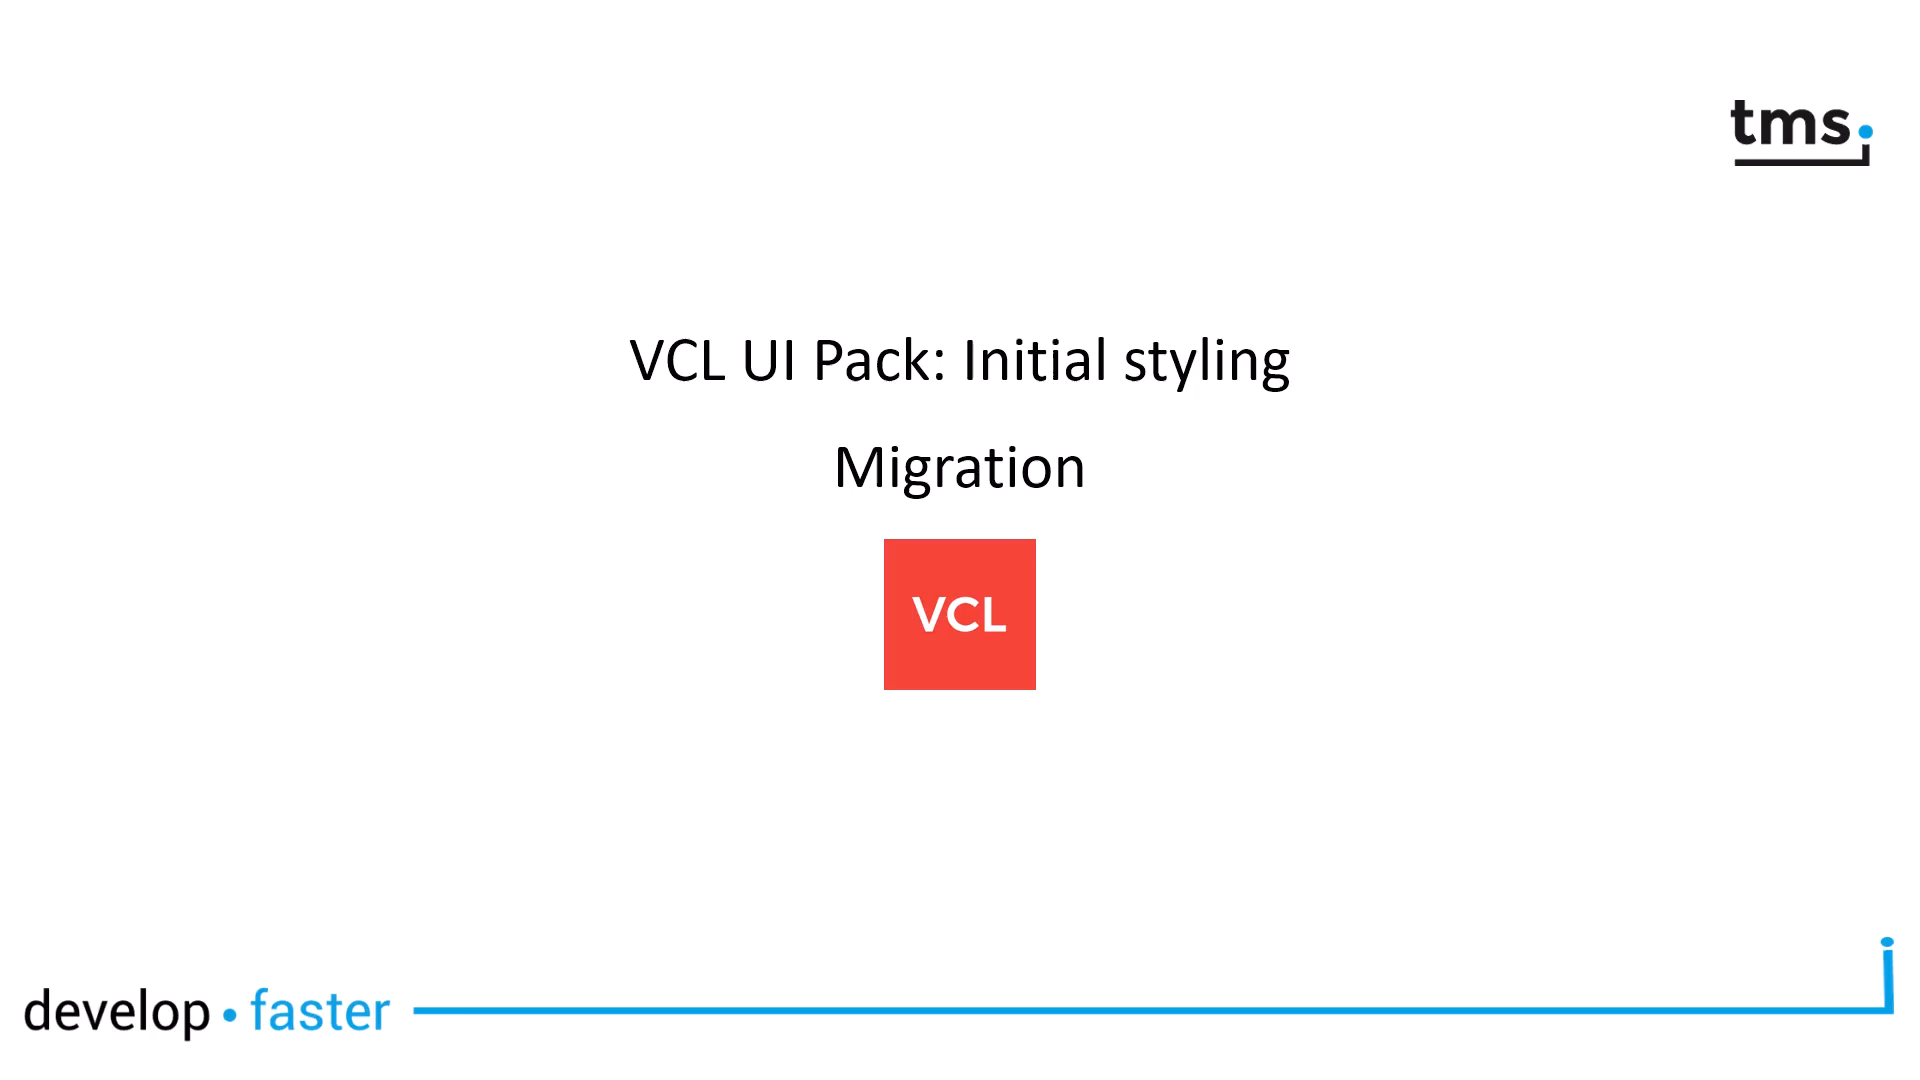 tms.
VCL UI Pack: Initial styling
Migration
VCL
develop • faster